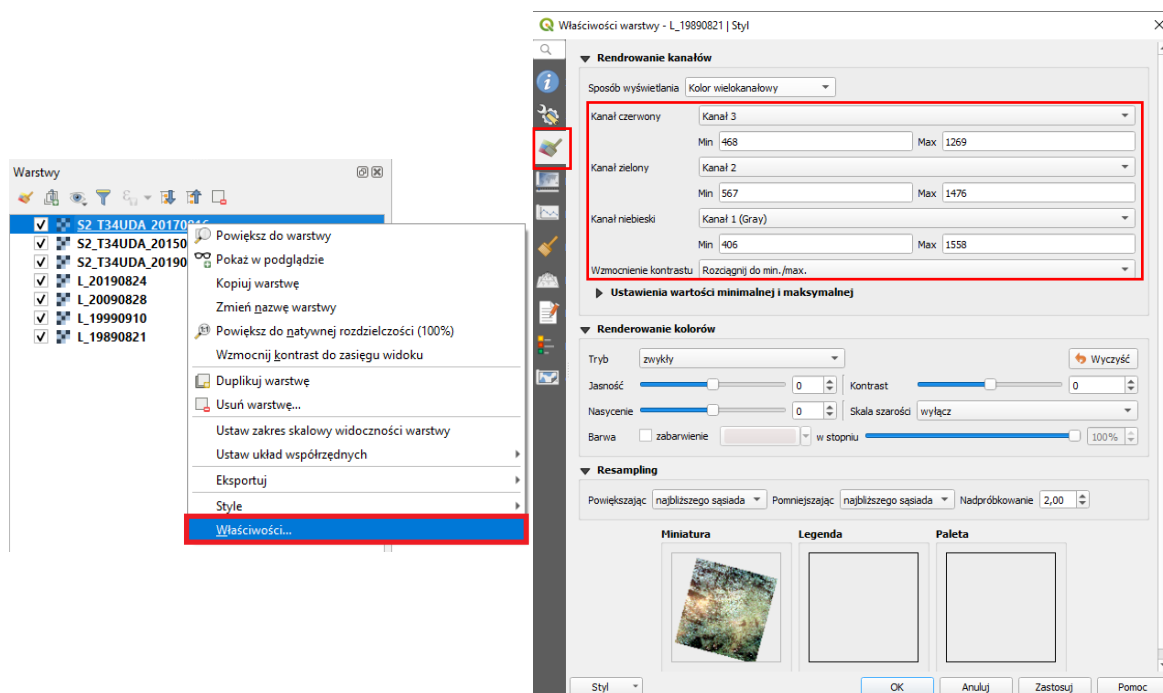 Warstwy
S2_T34UDA_20170816
S2_T34UDA_20150
S2_T34UDA_20190
L_20190824
L_20090828
L_19990910
L_19890821
Powiększ do warstwy
Pokaż w podglądzie
Kopiuj warstwę
Zmień nazwę warstwy
Powiększ do natywnej rozdzielczości (100%)
Wzmocnij kontrast do zasięgu widoku
Duplikuj warstwę
Usuń warstwę...
Ustaw zakres skalowy widoczności warstwy
Ustaw układ współrzędnych
Eksportuj
Style
Właściwości...
Właściwości warstwy - L_19890821 | Styl
Rendrowanie kanałów
Sposób wyświetlania Kolor wielokanałowy
Kanał czerwony Kanał 3
Min 468 Max 1269
Kanał zielony Kanał 2
Min 567 Max 1476
Kanał niebieski Kanał 1 (Gray)
Min 406 Max 1558
Wzmocnienie kontrastu Rozciągnij do min./max.
Ustawienia wartości minimalnej i maksymalnej
Renderowanie kolorów
Tryb zwykły Wyczyść
Jasność 0 Kontrast 0
Nasycenie 0 Skala szarości wyłącz
Barwa zabarwienie w stopniu 100%
Resampling
Powiększając najbliższego sąsiada Pomniejszając najbliższego sąsiada Nadpróbkowanie 2,00
Miniatura Legenda Paleta
Styl OK Anuluj Zastosuj Pomoc